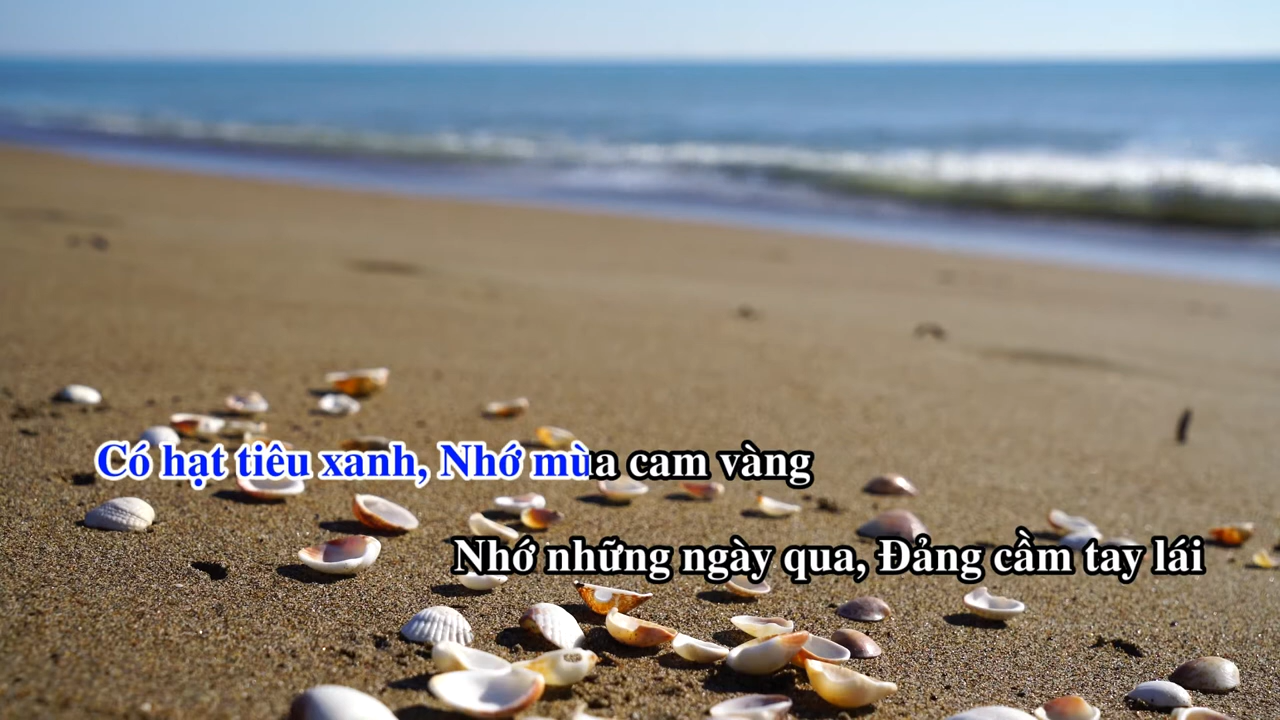 Có hạt tiêu xanh, Nhớ mùa cam vàng
Nhớ những ngày qua, Đảng cầm tay lái